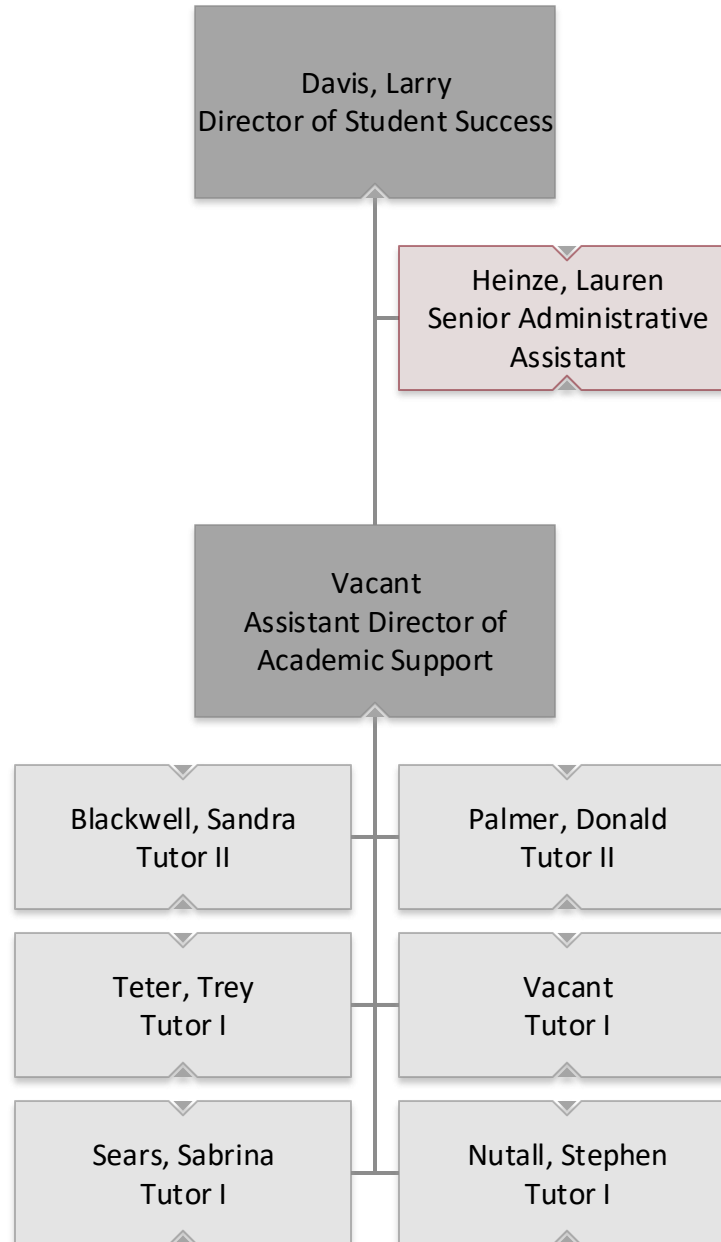 Davis, Larry
Director of Student Success
Heinze, Lauren
Senior Administrative
Assistant
Vacant
Assistant Director of
Academic Support
Blackwell, Sandra
Tutor II
Palmer, Donald
Tutor II
Teter, Trey
Tutor I
Vacant
Tutor I
Sears, Sabrina
Tutor I
Nutall, Stephen
Tutor I